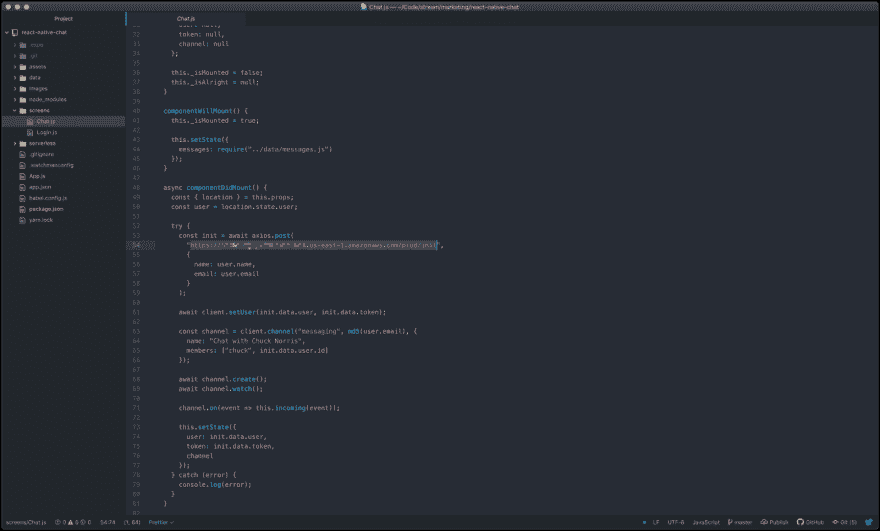 Chat.js — ~/Code/stream/marketing/react-native-chat
Project
Chat.js
react-native-chat
.git
assets
data
images
node_modules
screens
Chat.js
Login.js
serverless
.gitignore
.watchmanconfig
App.js
app.json
babel.config.js
package.json
yarn.lock
32 token: null,
33 channel: null
34 };
35
36 this._isMounted = false;
37 this._isAlright = null;
38 }
39
40 componentWillMount() {
41 this._isMounted = true;
42
43 this.setState({
44 messages: require("../data/messages.js")
45 });
46 }
47
48 async componentDidMount() {
49 const { location } = this.props;
50 const user = location.state.user;
51
52 try {
53 const init = await axios.post(
54 .us-east-1.amazonaws.com/prod/init",
55 {
56 name: user.name,
57 email: user.email
58 }
59 );
60
61 await client.setUser(init.data.user, init.data.token);
62
63 const channel = client.channel("messaging", md5(user.email), {
64 name: "Chat with Chuck Norris",
65 members: ["chuck", init.data.user.id]
66 });
67
68 await channel.create();
69 await channel.watch();
70
71 channel.on(event => this.incoming(event));
72
73 this.setState({
74 user: init.data.user,
75 token: init.data.token,
76 channel
77 });
78 } catch (error) {
79 console.log(error);
80 }
81 }
82
screens/Chat.js 0 0 0 54:74 (1, 64) Prettier LF UTF-8 JavaScript master Publish GitHub Git (5)